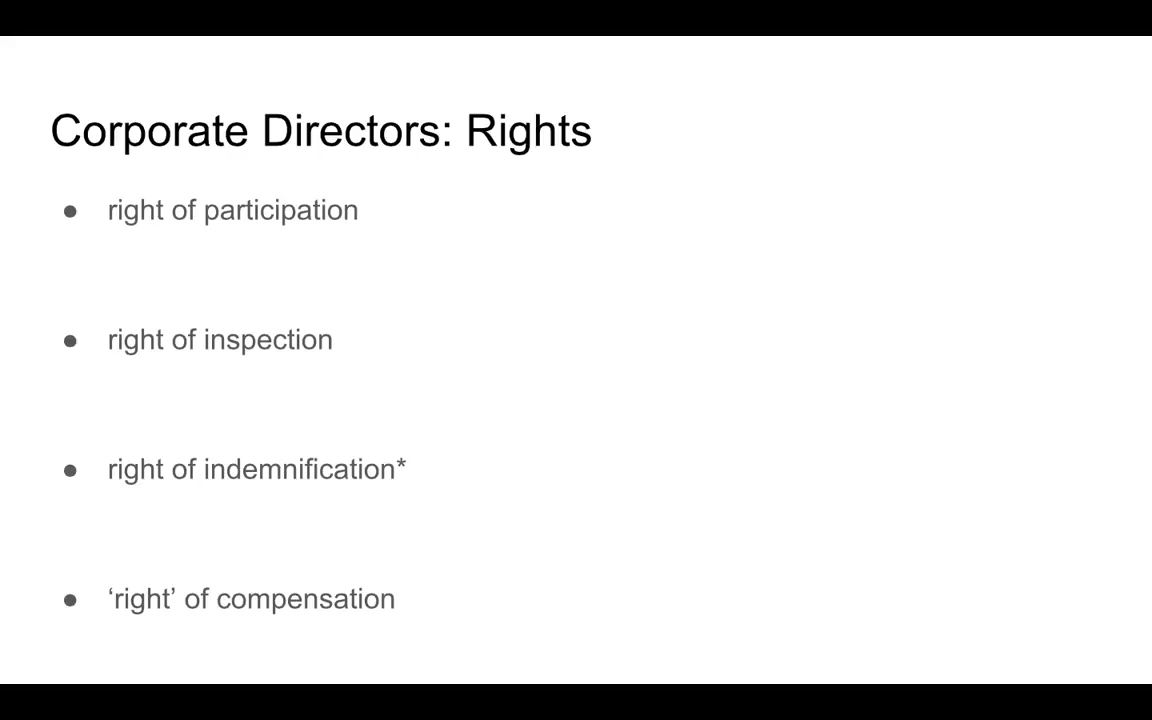 Corporate Directors: Rights
● right of participation
● right of inspection
● right of indemnification*
● ‘right’ of compensation